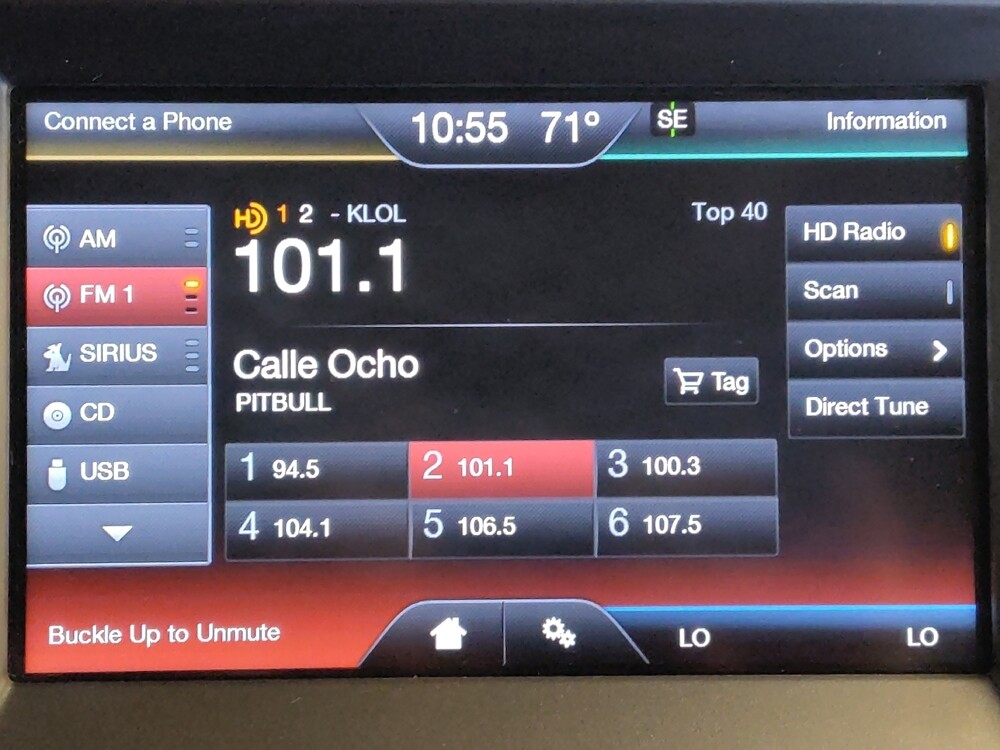 Connect a Phone
10:55 71°
SE
Information
AM
FM 1
SIRIUS
CD
USB
HD 1 2 - KLOL
Top 40
101.1
Calle Ocho
PITBULL
Tag
1 94.5
2 101.1
3 100.3
4 104.1
5 106.5
6 107.5
HD Radio
Scan
Options
Direct Tune
Buckle Up to Unmute
LO
LO